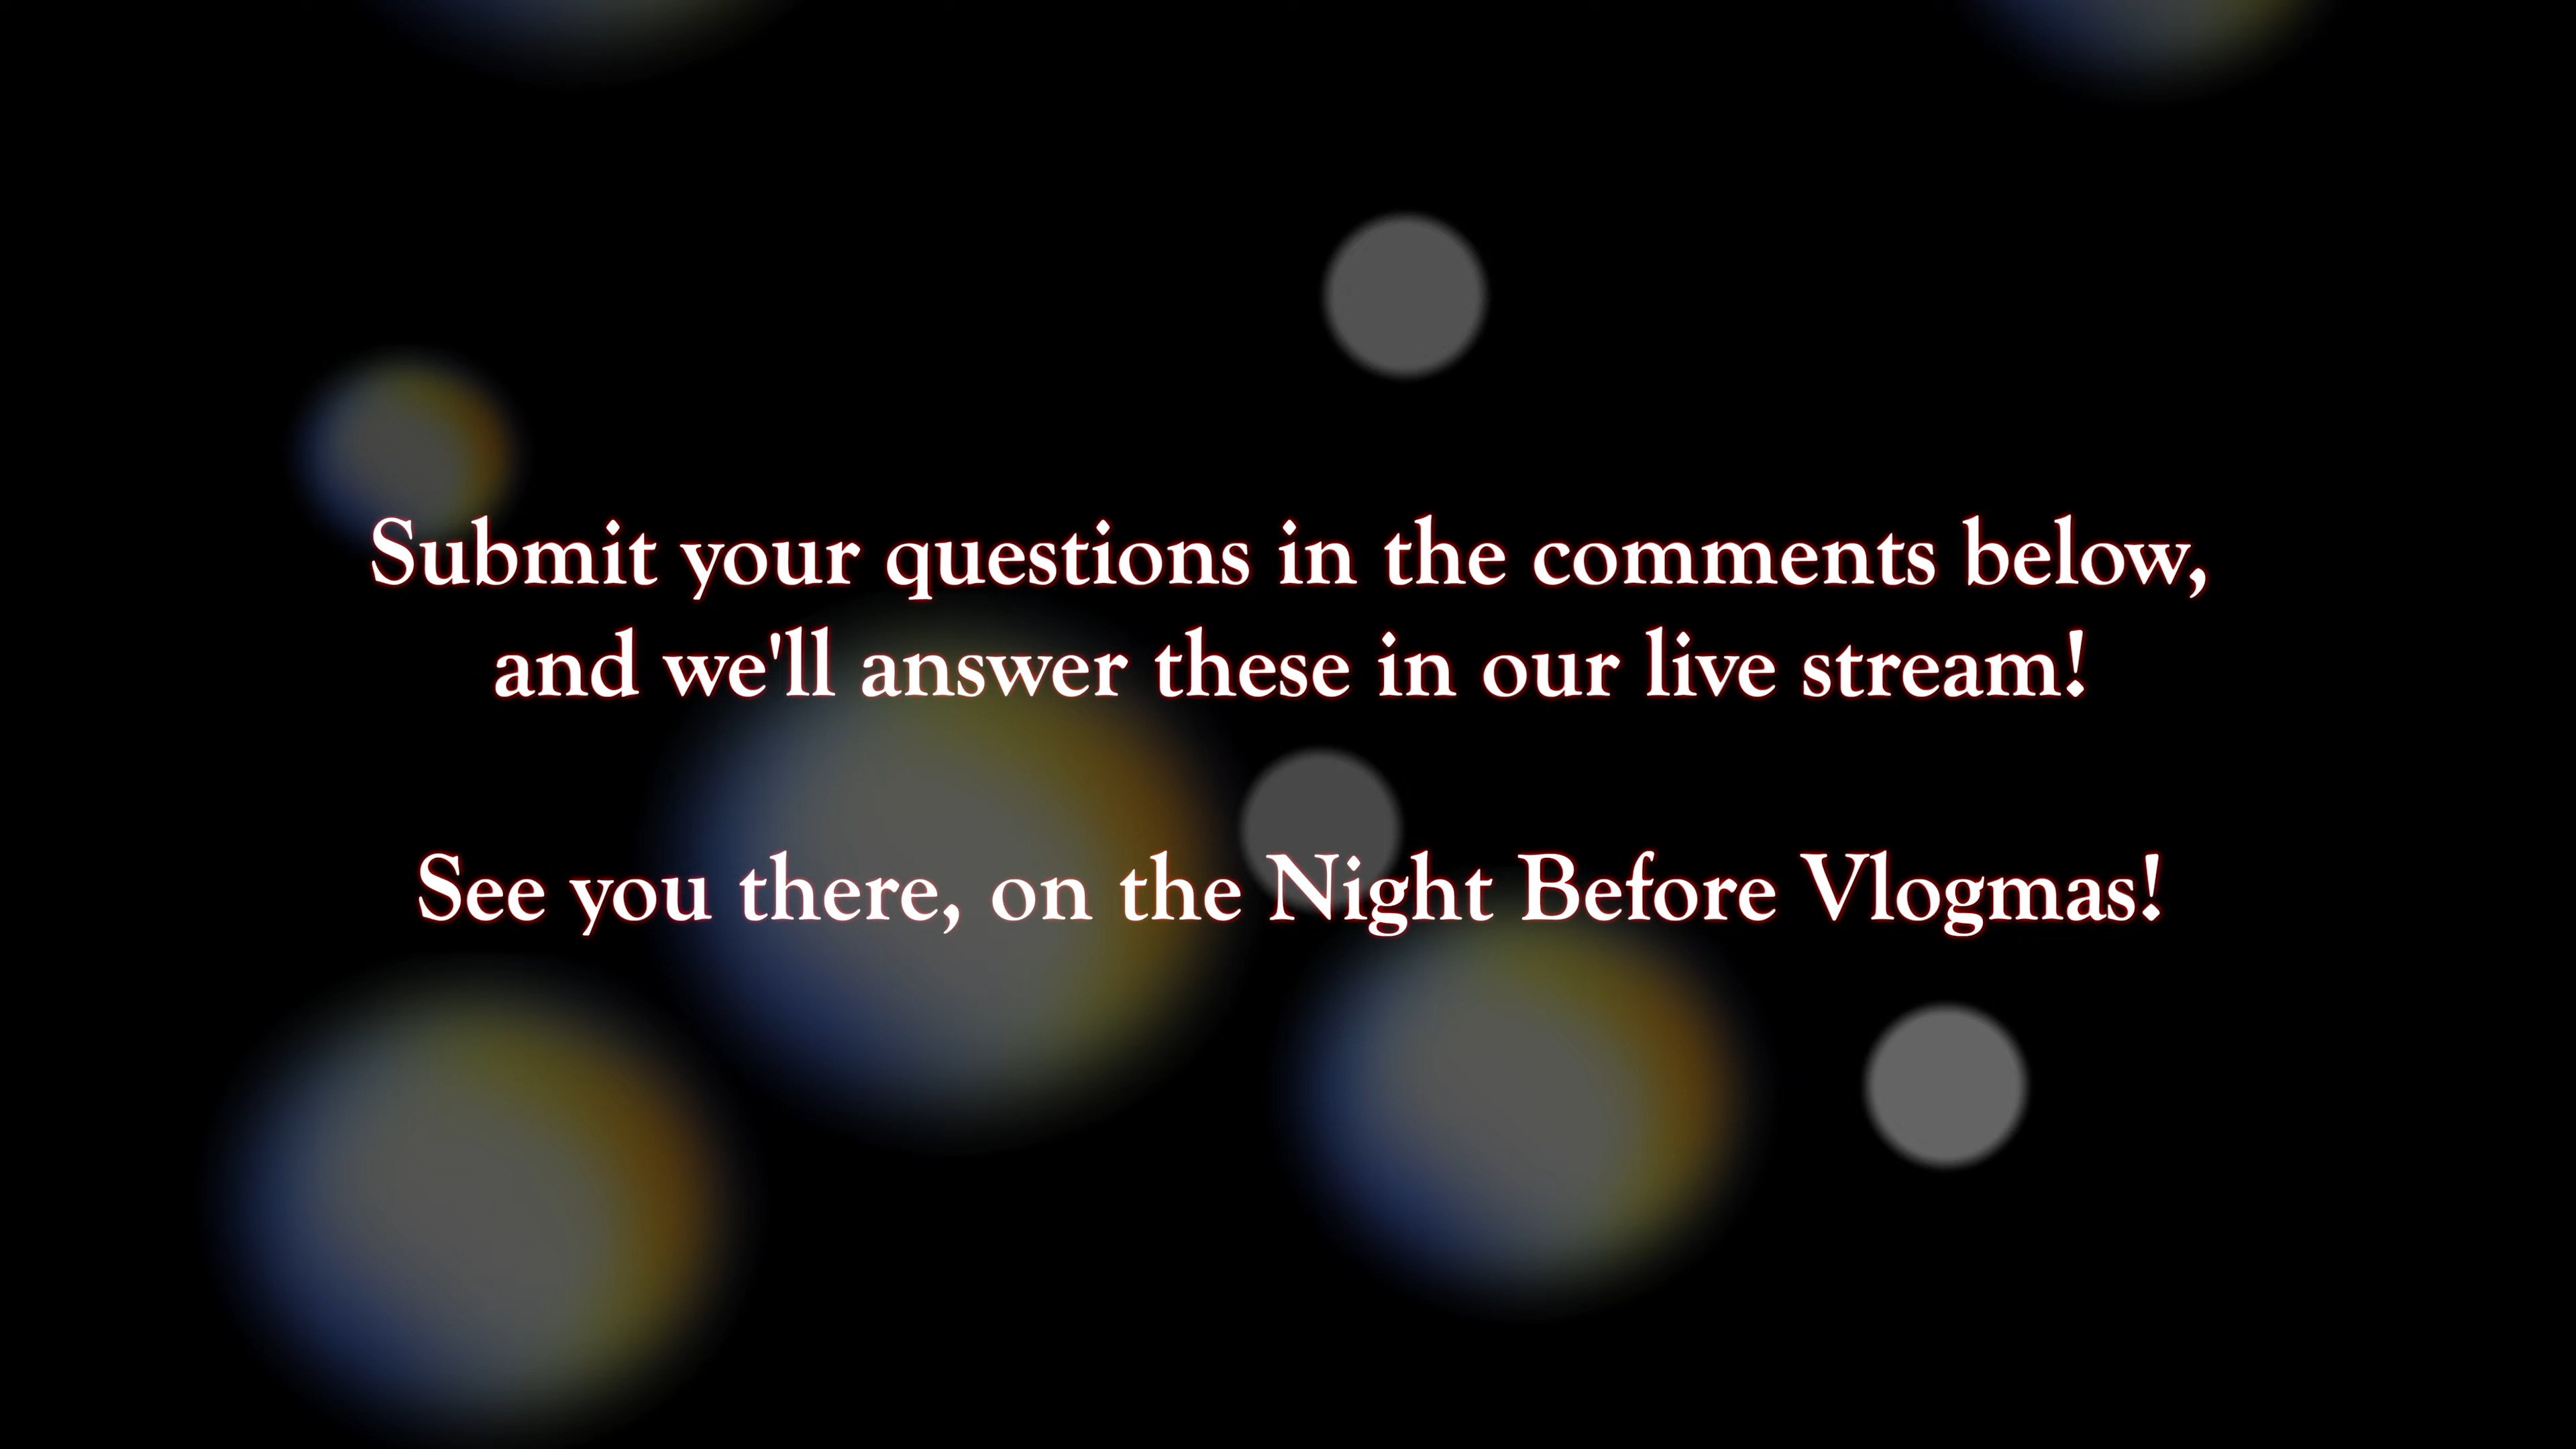 Submit your questions in the comments below,
and we'll answer these in our live stream!
See you there, on the Night Before Vlogmas!